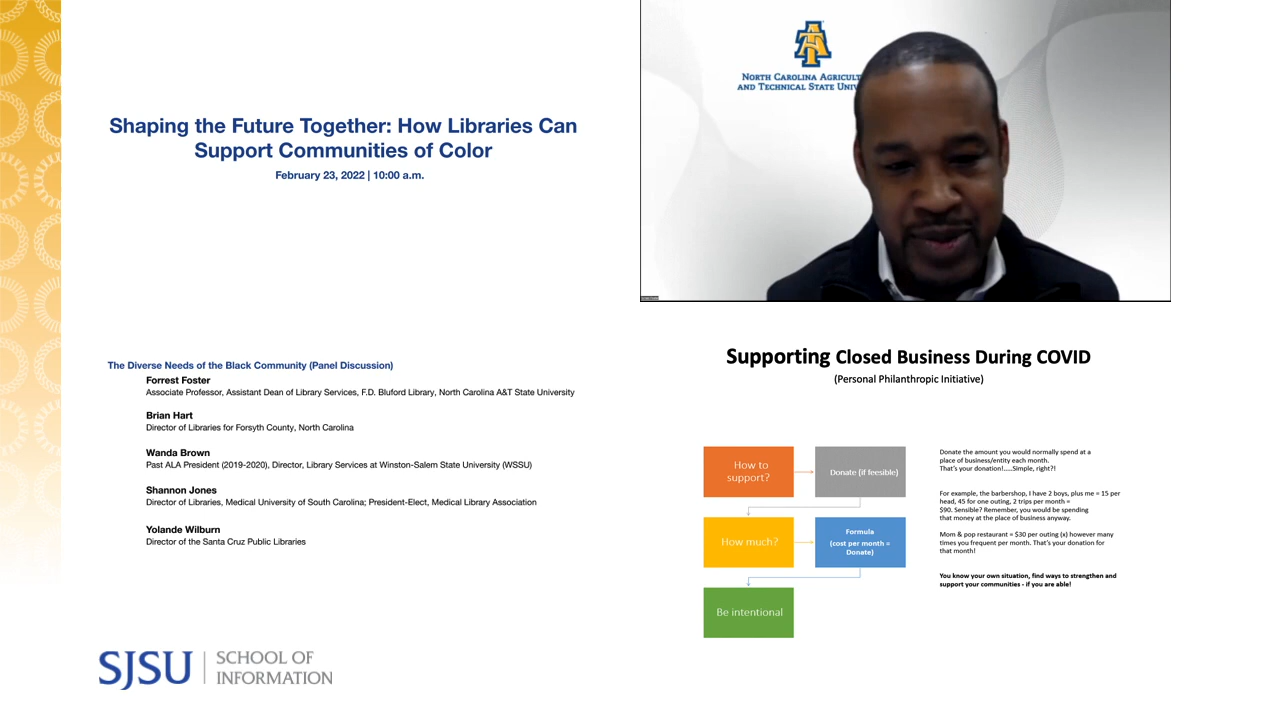 Shaping the Future Together: How Libraries Can
Support Communities of Color
February 23, 2022 | 10:00 a.m.
The Diverse Needs of the Black Community (Panel Discussion)
Forrest Foster
Associate Professor, Assistant Dean of Library Services, F.D. Bluford Library, North Carolina A&T State University
Brian Hart
Director of Libraries for Forsyth County, North Carolina
Wanda Brown
Past ALA President (2019-2020), Director, Library Services at Winston-Salem State University (WSSU)
Shannon Jones
Director of Libraries, Medical University of South Carolina; President-Elect, Medical Library Association
Yolande Wilburn
Director of the Santa Cruz Public Libraries
SJSU
SCHOOL OF
INFORMATION
NORTH CAROLINA AGRICULT
AND TECHNICAL STATE UNIV
Supporting Closed Business During COVID
(Personal Philanthropic Initiative)
How to
support?
Donate (if feesible)
How much?
Formula
(cost per month =
Donate)
Be intentional
Donate the amount you would normally spend at a
place of business/entity each month.
That's your donation!.....Simple, right?!
For example, the barbershop, I have 2 boys, plus me = 15 per
head, 45 for one outing, 2 trips per month =
$90. Sensible? Remember, you would be spending
that money at the place of business anyway.
Mom & pop restaurant = $30 per outing (x) however many
times you frequent per month. That's your donation for
that month!
You know your own situation, find ways to strengthen and
support your communities - if you are able!